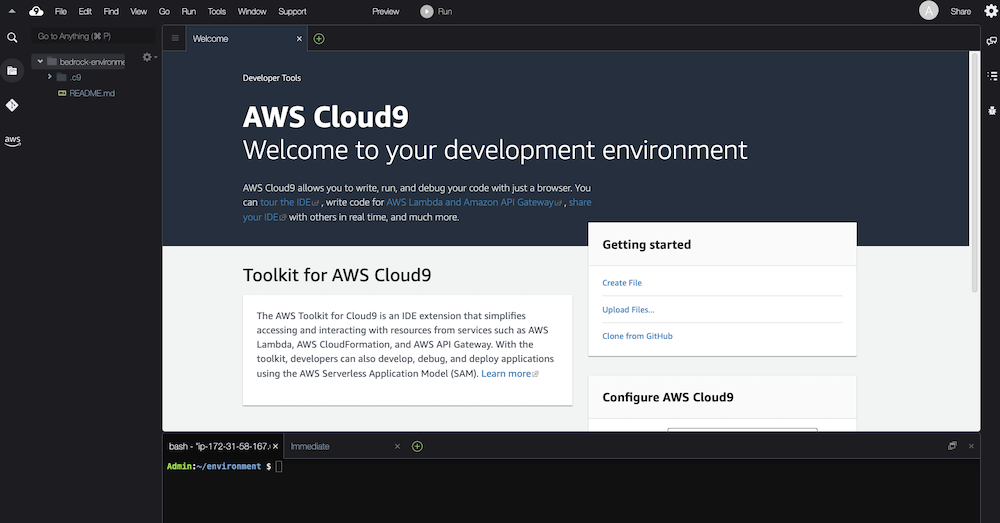 9 File Edit Find View Go Run Tools Window Support Preview Run A Share
Go to Anything (⌘ P)
Welcome
bedrock-environme
.c9
README.md
aws
Developer Tools
AWS Cloud9
Welcome to your development environment
AWS Cloud9 allows you to write, run, and debug your code with just a browser. You
can tour the IDE, write code for AWS Lambda and Amazon API Gateway, share
your IDE with others in real time, and much more.
Getting started
Create File
Upload Files...
Clone from GitHub
Toolkit for AWS Cloud9
The AWS Toolkit for Cloud9 is an IDE extension that simplifies
accessing and interacting with resources from services such as AWS
Lambda, AWS CloudFormation, and AWS API Gateway. With the
toolkit, developers can also develop, debug, and deploy applications
using the AWS Serverless Application Model (SAM). Learn more
Configure AWS Cloud9
bash - "ip-172-31-58-167. Immediate
Admin:~/environment $